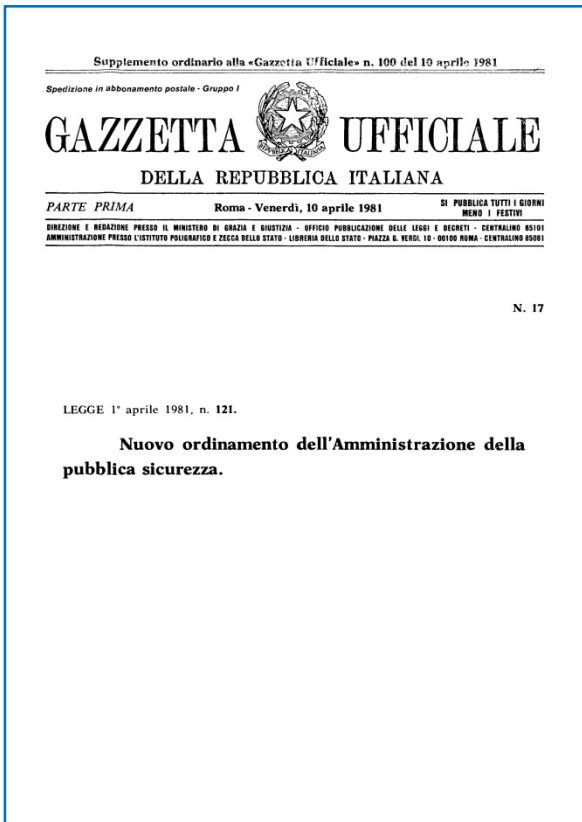 Supplemento ordinario alla «Gazzetta Ufficiale» n. 100 del 10 aprile 1981
Spedizione in abbonamento postale - Gruppo I
GAZZETTA UFFICIALE
DELLA REPUBBLICA ITALIANA
PARTE PRIMA
Roma - Venerdì, 10 aprile 1981
SI PUBBLICA TUTTI I GIORNI
MENO I FESTIVI
DIREZIONE E REDAZIONE PRESSO IL MINISTERO DI GRAZIA E GIUSTIZIA - UFFICIO PUBBLICAZIONE DELLE LEGGI E DECRETI - CENTRALINO 65101
AMMINISTRAZIONE PRESSO L'ISTITUTO POLIGRAFICO E ZECCA DELLO STATO - LIBRERIA DELLO STATO - PIAZZA G. VERDI, 10 - 00100 ROMA - CENTRALINO 85081
N. 17
LEGGE 1° aprile 1981, n. 121.
Nuovo ordinamento dell'Amministrazione della
pubblica sicurezza.